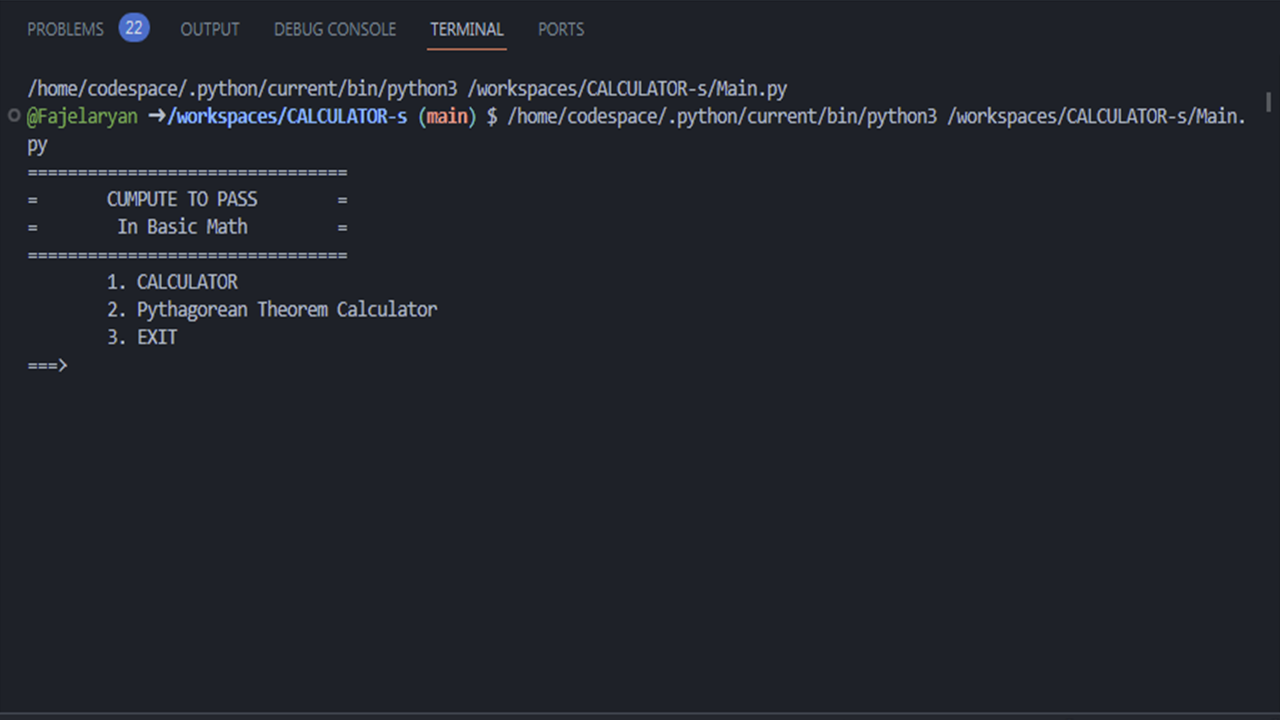 PROBLEMS 22 OUTPUT DEBUG CONSOLE TERMINAL PORTS
/home/codespace/.python/current/bin/python3 /workspaces/CALCULATOR-s/Main.py
@Fajelaryan ➜/workspaces/CALCULATOR-s (main) $ /home/codespace/.python/current/bin/python3 /workspaces/CALCULATOR-s/Main.
py
================================
=       CUMPUTE TO PASS        =
=        In Basic Math         =
================================
        1. CALCULATOR
        2. Pythagorean Theorem Calculator
        3. EXIT
===>